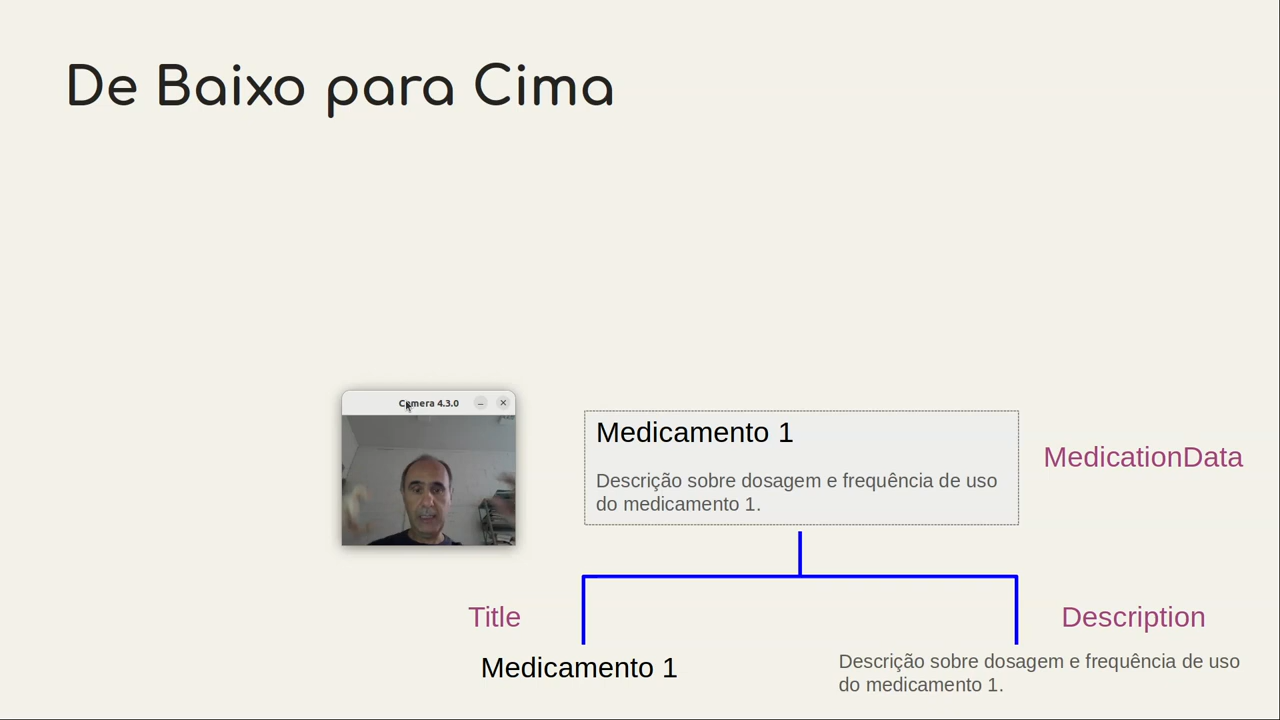 De Baixo para Cima
Camera 4.3.0
Medicamento 1
Descrição sobre dosagem e frequência de uso
do medicamento 1.
MedicationData
Title
Description
Medicamento 1
Descrição sobre dosagem e frequência de uso
do medicamento 1.